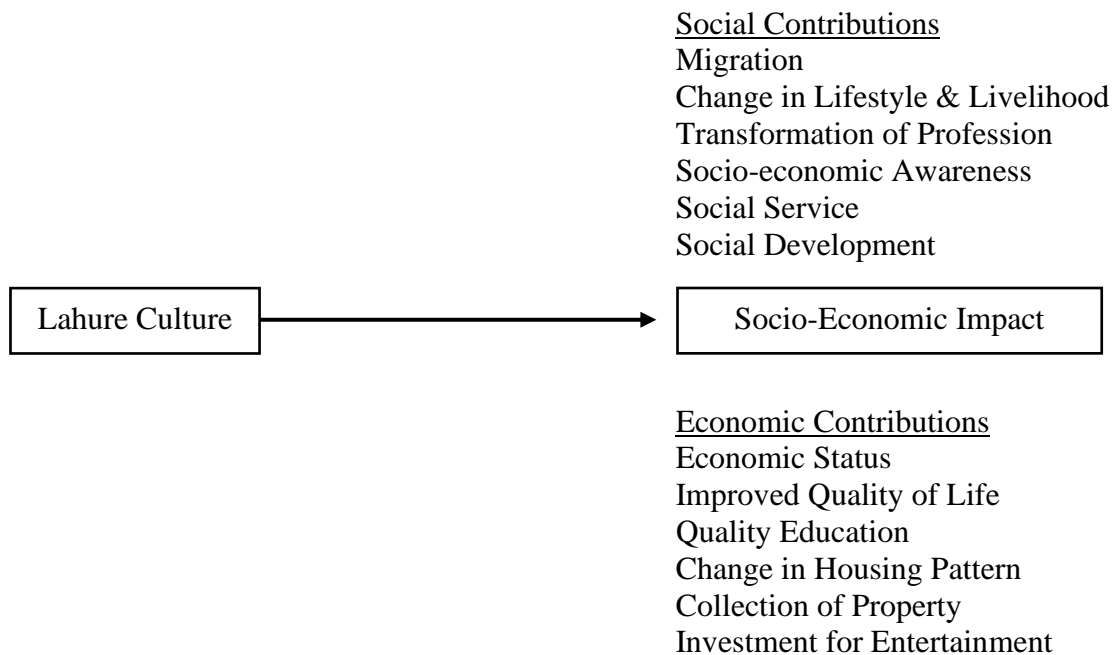 Social Contributions
Migration
Change in Lifestyle & Livelihood
Transformation of Profession
Socio-economic Awareness
Social Service
Social Development
Lahure Culture
Socio-Economic Impact
Economic Contributions
Economic Status
Improved Quality of Life
Quality Education
Change in Housing Pattern
Collection of Property
Investment for Entertainment